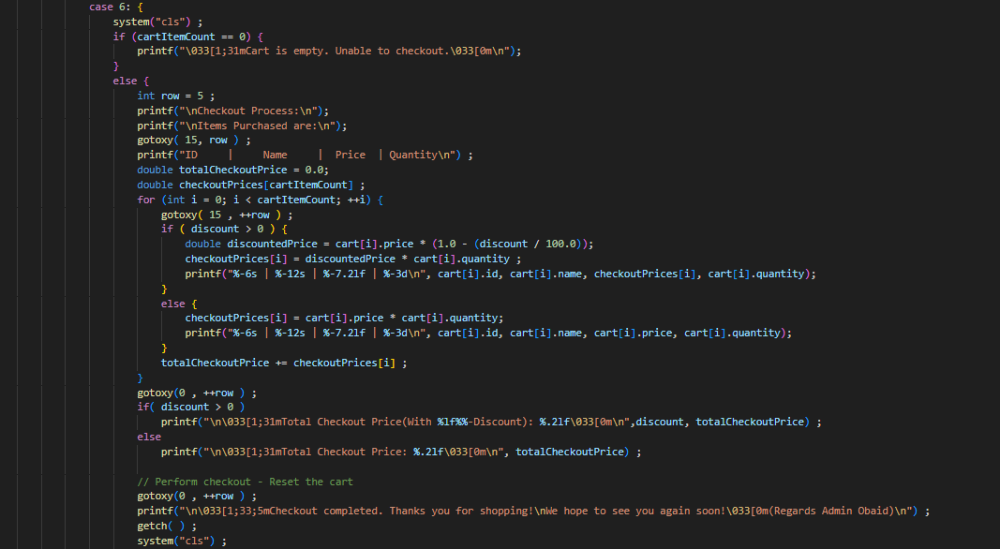 case 6: {
system("cls") ;
if (cartItemCount == 0) {
printf("\033[1;31mCart is empty. Unable to checkout.\033[0m\n");
}
else {
int row = 5 ;
printf("\nCheckout Process:\n");
printf("\nItems Purchased are:\n");
gotoxy( 15, row ) ;
printf("ID     |     Name     |  Price  | Quantity\n") ;
double totalCheckoutPrice = 0.0;
double checkoutPrices[cartItemCount] ;
for (int i = 0; i < cartItemCount; ++i) {
gotoxy( 15 , ++row ) ;
if ( discount > 0 ) {
double discountedPrice = cart[i].price * (1.0 - (discount / 100.0));
checkoutPrices[i] = discountedPrice * cart[i].quantity ;
printf("%-6s | %-12s | %-7.2lf | %-3d\n", cart[i].id, cart[i].name, checkoutPrices[i], cart[i].quantity);
}
else {
checkoutPrices[i] = cart[i].price * cart[i].quantity;
printf("%-6s | %-12s | %-7.2lf | %-3d\n", cart[i].id, cart[i].name, cart[i].price, cart[i].quantity);
}
totalCheckoutPrice += checkoutPrices[i] ;
}
gotoxy(0 , ++row ) ;
if( discount > 0 )
printf("\n\033[1;31mTotal Checkout Price(With %lf%%-Discount): %.2lf\033[0m\n",discount, totalCheckoutPrice) ;
else
printf("\n\033[1;31mTotal Checkout Price: %.2lf\033[0m\n", totalCheckoutPrice) ;
// Perform checkout - Reset the cart
gotoxy(0 , ++row ) ;
printf("\n\033[1;33;5mCheckout completed. Thanks you for shopping!\nWe hope to see you again soon!\033[0m(Regards Admin Obaid)\n") ;
getch( ) ;
system("cls") ;